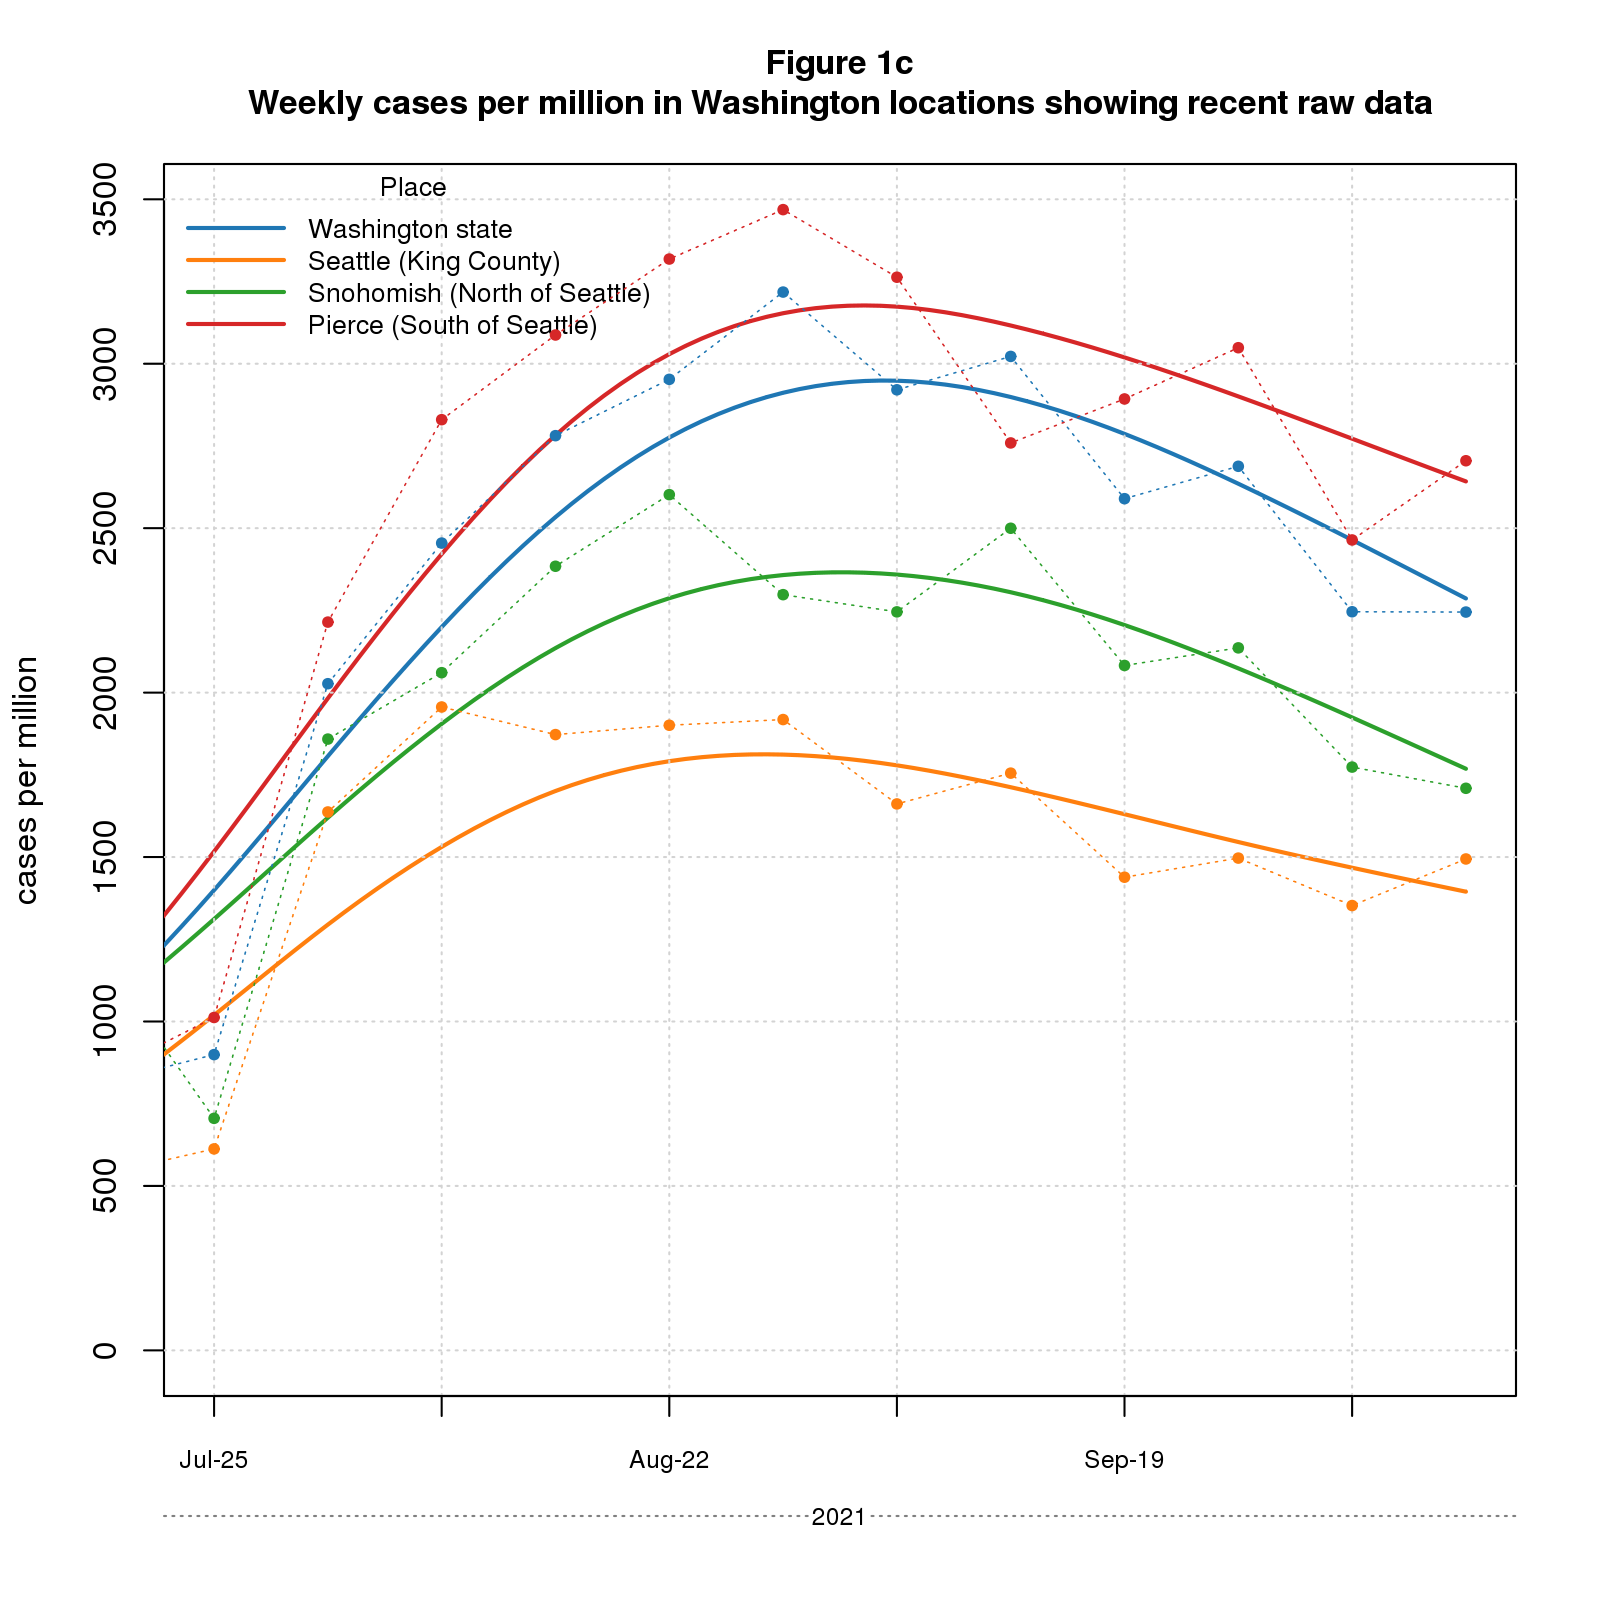 Figure 1c
Weekly cases per million in Washington locations showing recent raw data
cases per million
3500
3000
2500
2000
1500
1000
500
0
Place
Washington state
Seattle (King County)
Snohomish (North of Seattle)
Pierce (South of Seattle)
Jul-25 Aug-22 Sep-19
2021